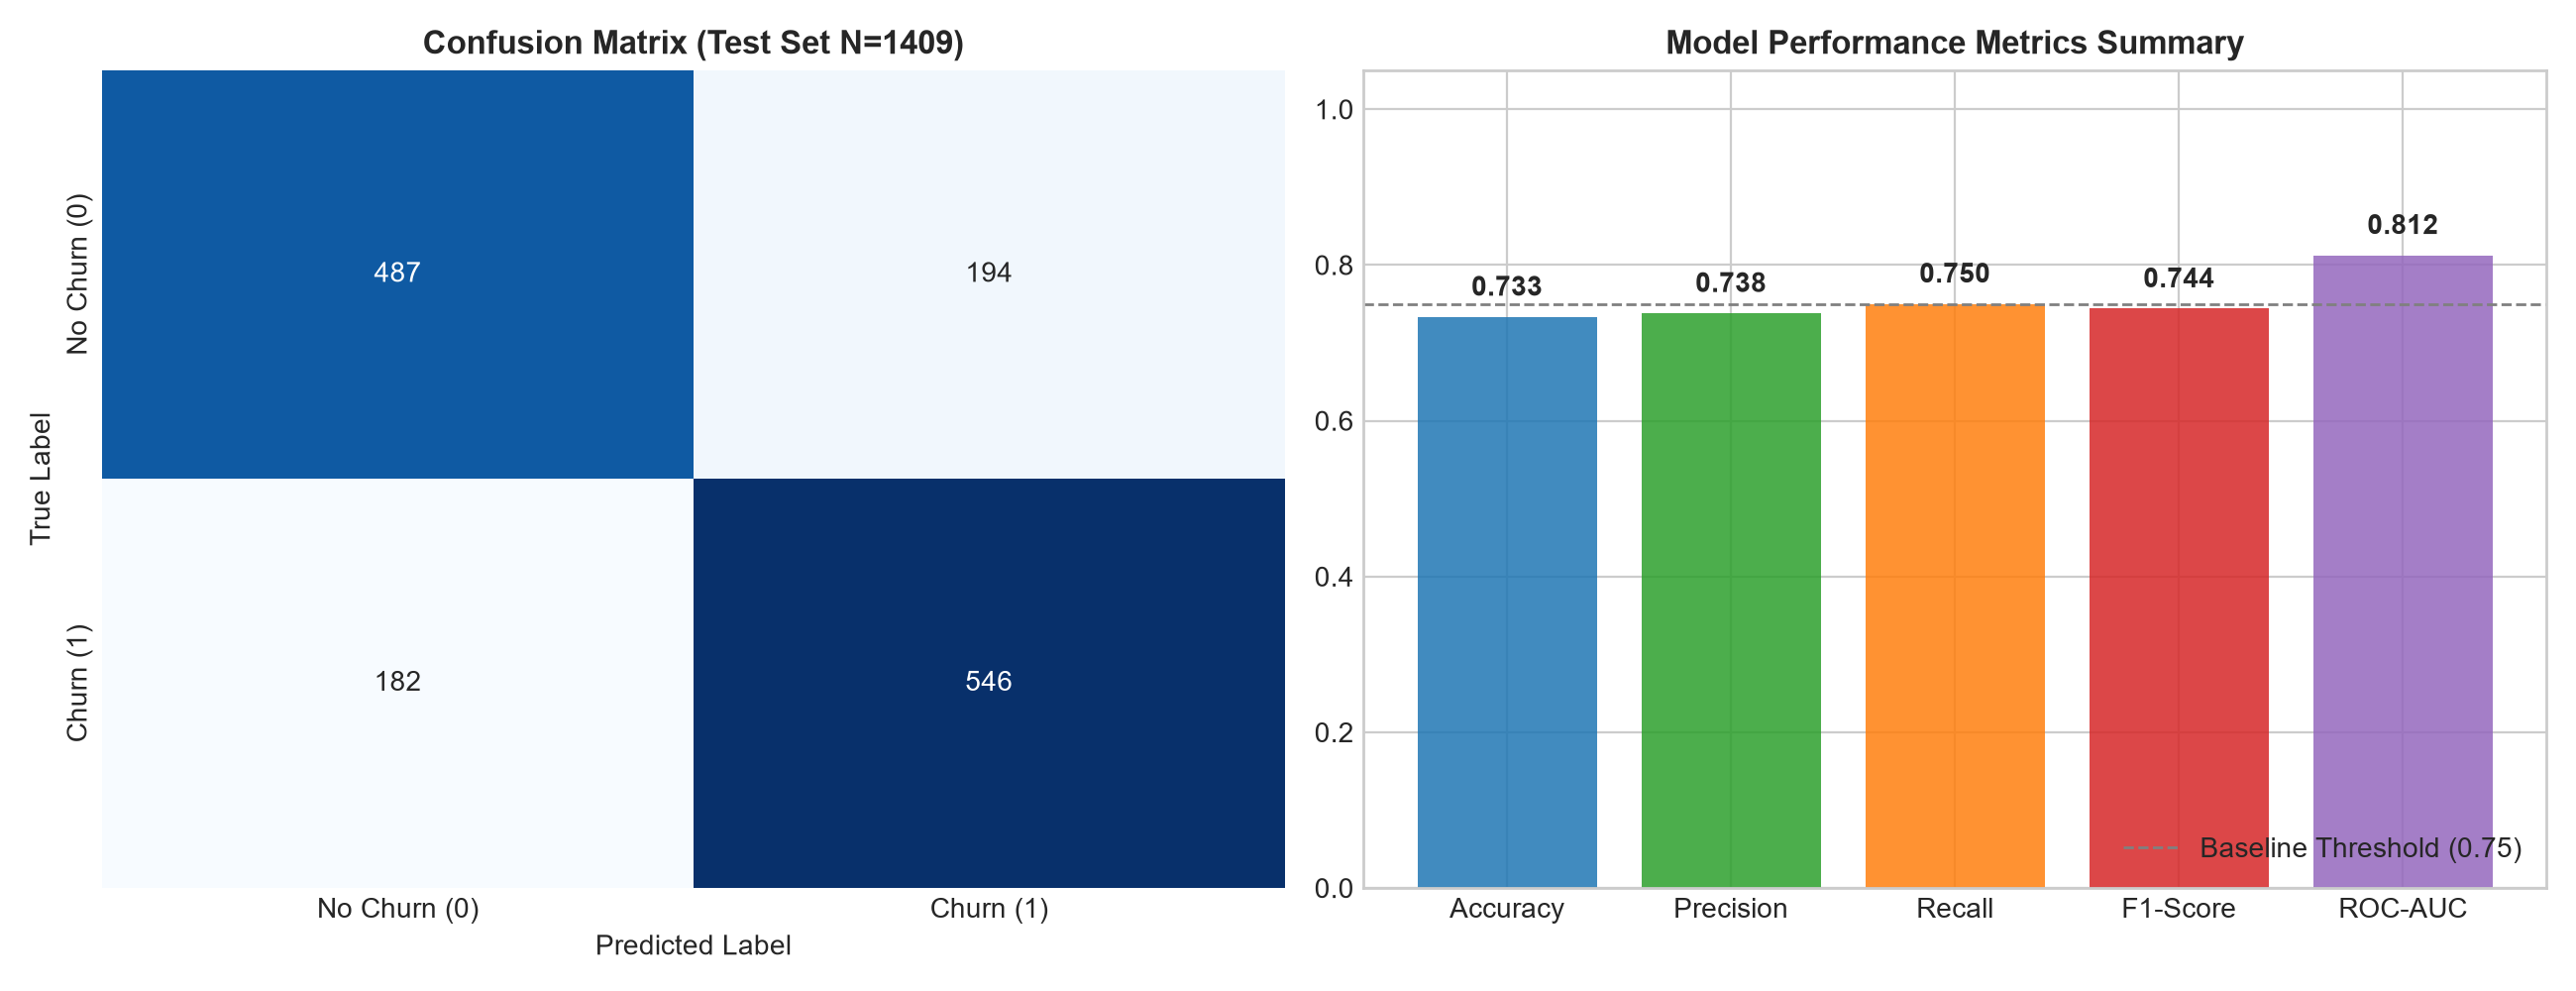 Confusion Matrix (Test Set N=1409)
True Label
No Churn (0)
487
194
Churn (1)
182
546
No Churn (0)
Churn (1)
Predicted Label
Model Performance Metrics Summary
1.0
0.8
0.6
0.4
0.2
0.0
0.733
0.738
0.750
0.744
0.812
Baseline Threshold (0.75)
Accuracy
Precision
Recall
F1-Score
ROC-AUC